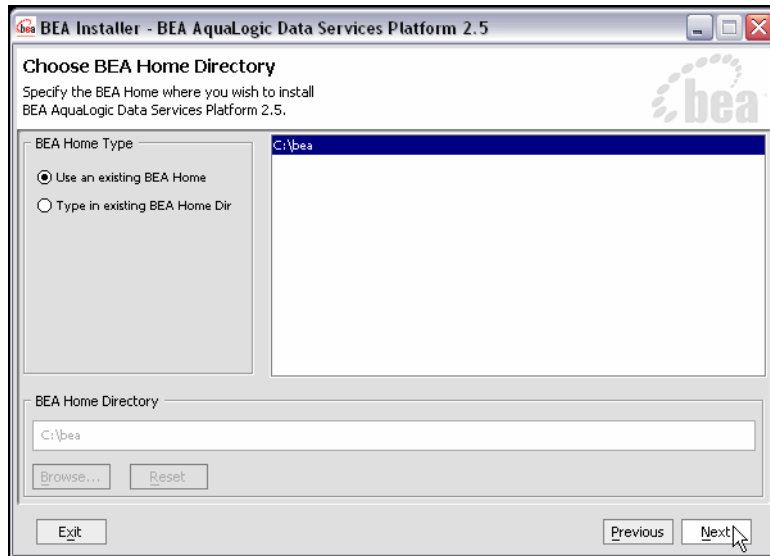 bea BEA Installer - BEA AquaLogic Data Services Platform 2.5
Choose BEA Home Directory
Specify the BEA Home where you wish to install
BEA AquaLogic Data Services Platform 2.5.
bea
BEA Home Type
Use an existing BEA Home
Type in existing BEA Home Dir
C:\bea
BEA Home Directory
C:\bea
Browse...
Reset
Exit
Previous
Next